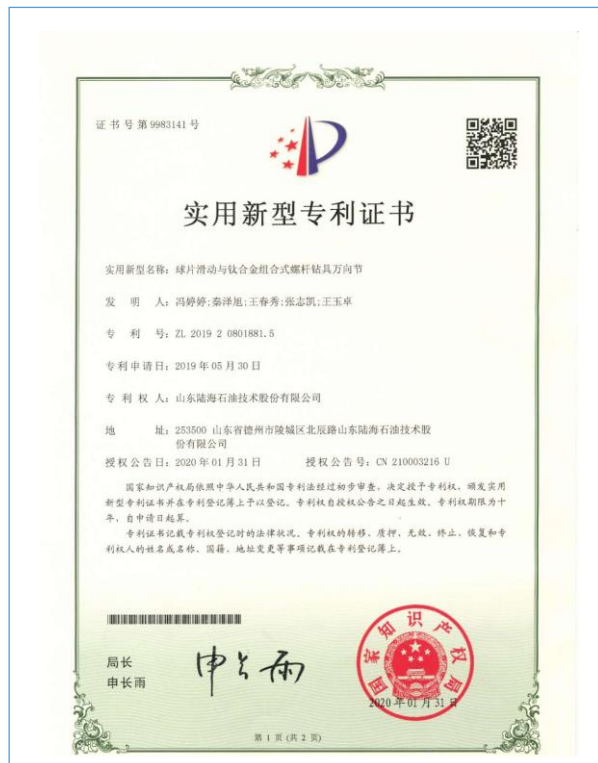 证书号第9983141号
实用新型专利证书
实用新型名称：球片滑动与钛合金组合式螺杆钻具万向节
发明人：冯婷婷;秦泽旭;王春秀;张志凯;王玉卓
专利号：ZL 2019 2 0801881.5
专利申请日：2019年05月30日
专利权人：山东陆海石油技术股份有限公司
地址：253500 山东省德州市陵城区北辰路山东陆海石油技术股
份有限公司
授权公告日：2020年01月31日 授权公告号：CN 210003216 U
国家知识产权局依照中华人民共和国专利法经过初步审查，决定授予专利权，颁发实用
新型专利证书并在专利登记簿上予以登记。专利权自授权公告之日起生效。专利权期限为十
年，自申请日起算。
专利证书记载专利权登记时的法律状况。专利权的转移、质押、无效、终止、恢复和专
利权人的姓名或名称、国籍、地址变更等事项记载在专利登记簿上。
局长
申长雨
申长雨
国家知识产权局
2020年01月31日
第 1 页 (共 2 页)